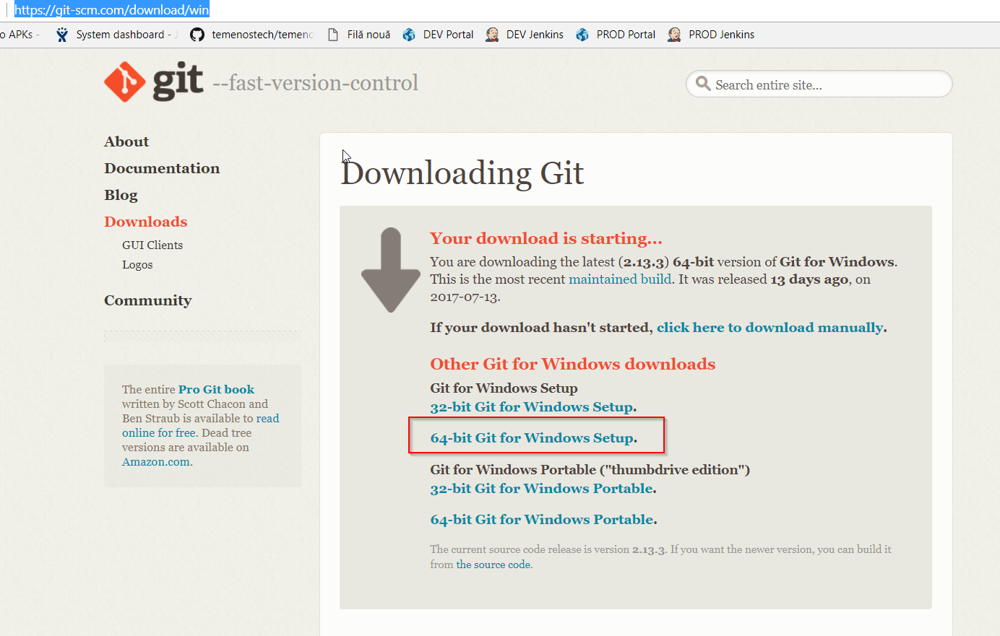 https://git-scm.com/download/win
o APKs -
System dashboard - J
temenostech/temeno
Filă nouă
DEV Portal
DEV Jenkins
PROD Portal
PROD Jenkins
git --fast-version-control
Search entire site...
About
Documentation
Blog
Downloads
GUI Clients
Logos
Community
The entire Pro Git book
written by Scott Chacon and
Ben Straub is available to read
online for free. Dead tree
versions are available on
Amazon.com.
Downloading Git
Your download is starting...
You are downloading the latest (2.13.3) 64-bit version of Git for Windows.
This is the most recent maintained build. It was released 13 days ago, on
2017-07-13.
If your download hasn't started, click here to download manually.
Other Git for Windows downloads
Git for Windows Setup
32-bit Git for Windows Setup.
64-bit Git for Windows Setup.
Git for Windows Portable ("thumbdrive edition")
32-bit Git for Windows Portable.
64-bit Git for Windows Portable.
The current source code release is version 2.13.3. If you want the newer version, you can build it
from the source code.